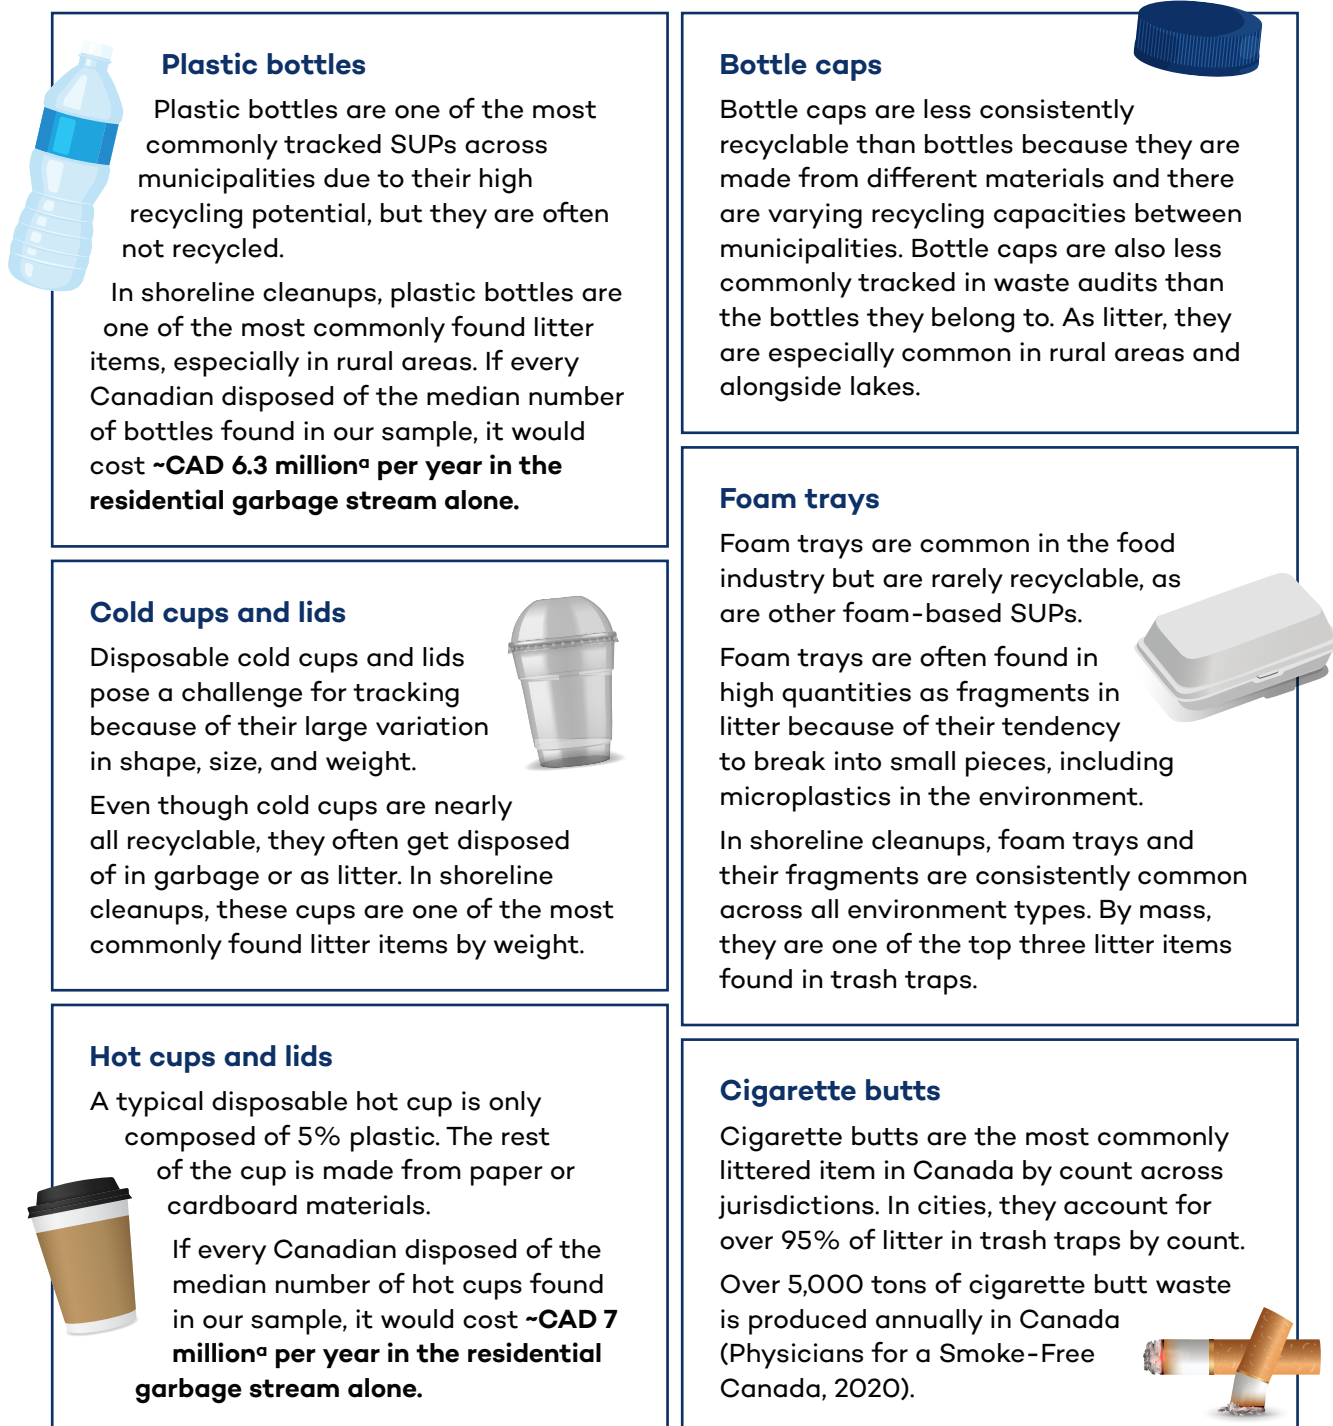 Plastic bottles
Plastic bottles are one of the most
commonly tracked SUPs across
municipalities due to their high
recycling potential, but they are often
not recycled.
In shoreline cleanups, plastic bottles are
one of the most commonly found litter
items, especially in rural areas. If every
Canadian disposed of the median number
of bottles found in our sample, it would
cost ~CAD 6.3 millionᵃ per year in the
residential garbage stream alone.
Cold cups and lids
Disposable cold cups and lids
pose a challenge for tracking
because of their large variation
in shape, size, and weight.
Even though cold cups are nearly
all recyclable, they often get disposed
of in garbage or as litter. In shoreline
cleanups, these cups are one of the most
commonly found litter items by weight.
Hot cups and lids
A typical disposable hot cup is only
composed of 5% plastic. The rest
of the cup is made from paper or
cardboard materials.
If every Canadian disposed of the
median number of hot cups found
in our sample, it would cost ~CAD 7
millionᵃ per year in the residential
garbage stream alone.
Bottle caps
Bottle caps are less consistently
recyclable than bottles because they are
made from different materials and there
are varying recycling capacities between
municipalities. Bottle caps are also less
commonly tracked in waste audits than
the bottles they belong to. As litter, they
are especially common in rural areas and
alongside lakes.
Foam trays
Foam trays are common in the food
industry but are rarely recyclable, as
are other foam-based SUPs.
Foam trays are often found in
high quantities as fragments in
litter because of their tendency
to break into small pieces, including
microplastics in the environment.
In shoreline cleanups, foam trays and
their fragments are consistently common
across all environment types. By mass,
they are one of the top three litter items
found in trash traps.
Cigarette butts
Cigarette butts are the most commonly
littered item in Canada by count across
jurisdictions. In cities, they account for
over 95% of litter in trash traps by count.
Over 5,000 tons of cigarette butt waste
is produced annually in Canada
(Physicians for a Smoke-Free
Canada, 2020).